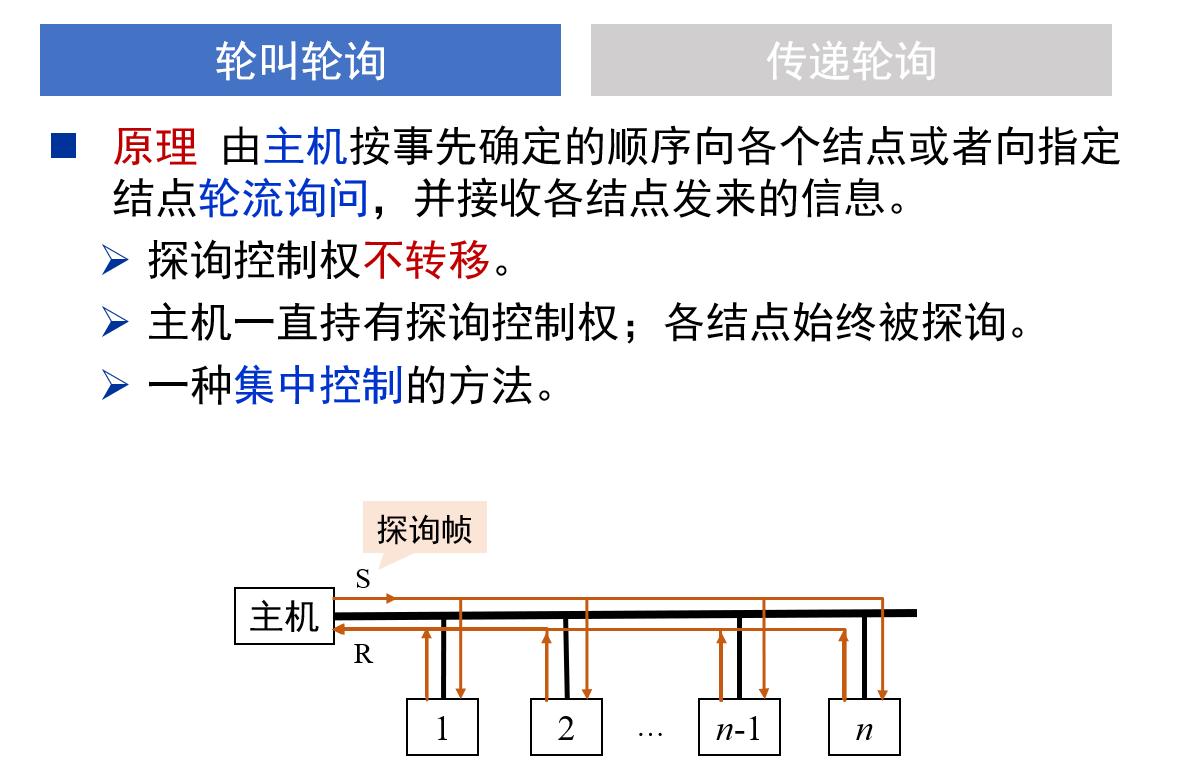 轮叫轮询
传递轮询
原理 由主机按事先确定的顺序向各个结点或者向指定
结点轮流询问，并接收各结点发来的信息。
探询控制权不转移。
主机一直持有探询控制权；各结点始终被探询。
一种集中控制的方法。
探询帧
S
主机
R
1
2
…
n-1
n